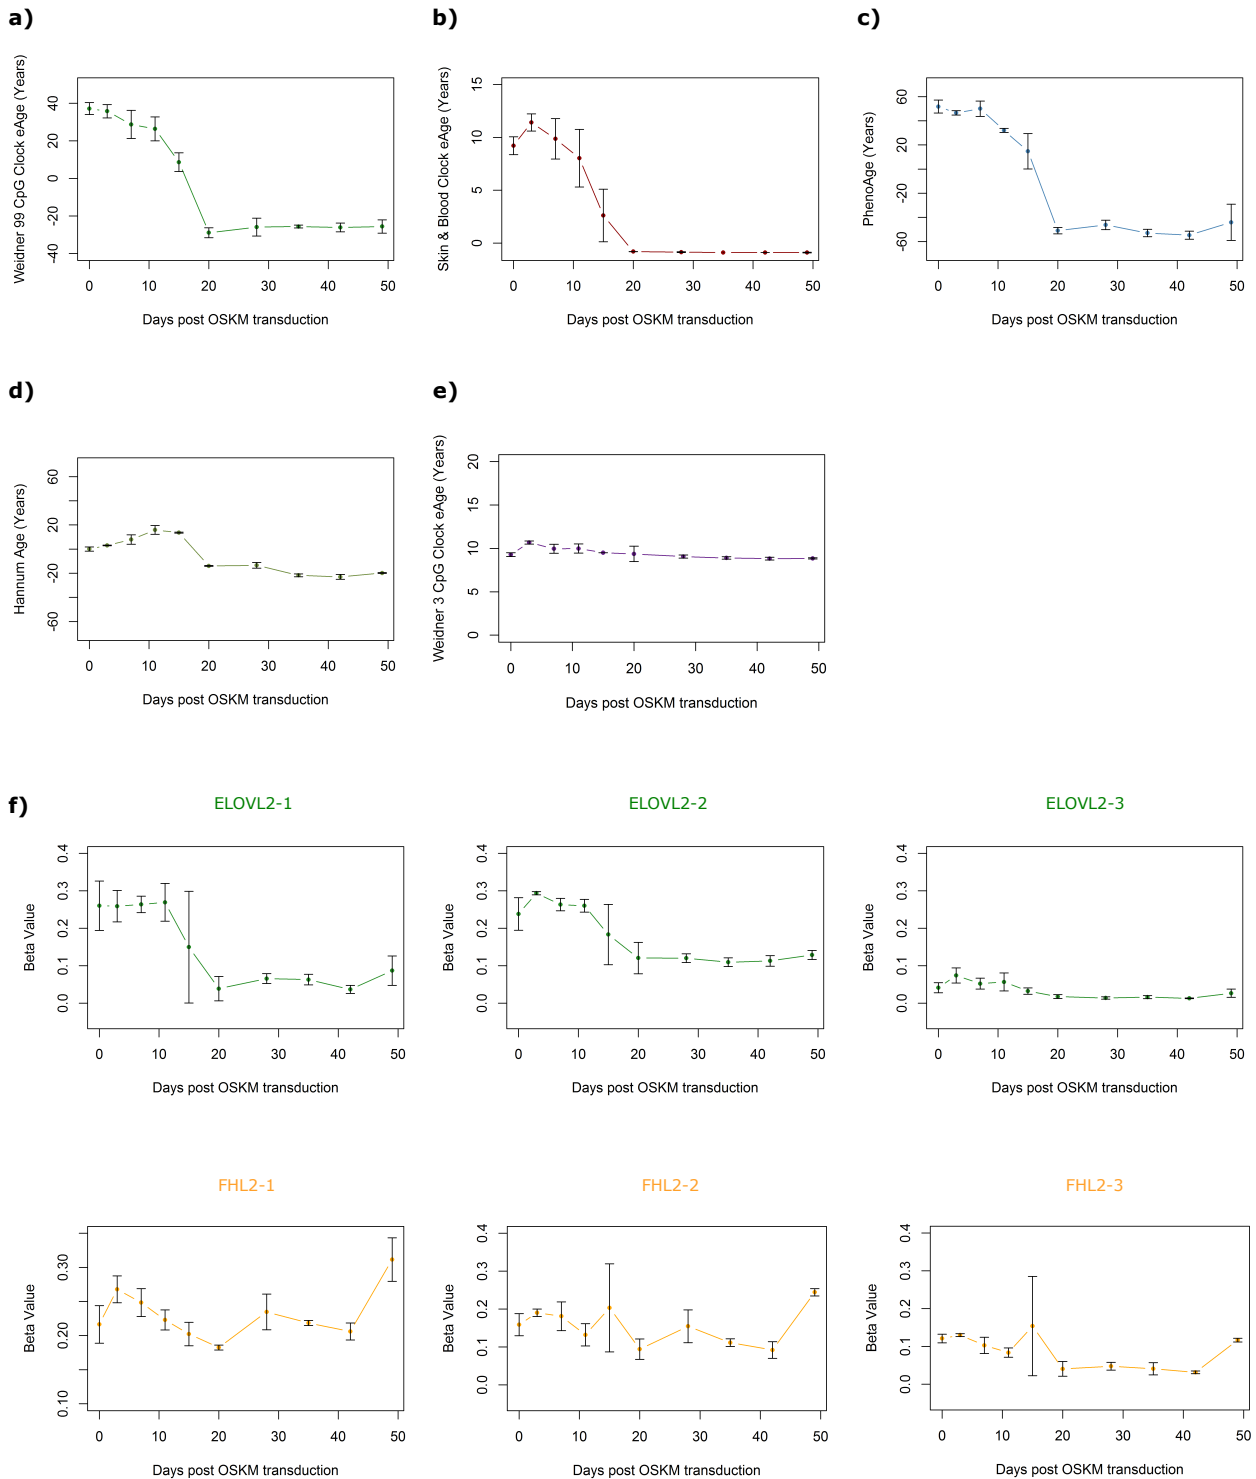 a)
Weidner 99 CpG Clock eAge (Years)
40
20
0
−20
−40
0 10 20 30 40 50
Days post OSKM transduction
b)
Skin & Blood Clock eAge (Years)
15
10
5
0
0 10 20 30 40 50
Days post OSKM transduction
c)
PhenoAge (Years)
60
20
−20
−60
0 10 20 30 40 50
Days post OSKM transduction
d)
Hannum Age (Years)
60
20
−20
−60
0 10 20 30 40 50
Days post OSKM transduction
e)
Weidner 3 CpG Clock eAge (Years)
20
15
10
5
0
0 10 20 30 40 50
Days post OSKM transduction
f)
ELOVL2-1
Beta Value
0.4
0.3
0.2
0.1
0.0
0 10 20 30 40 50
Days post OSKM transduction
ELOVL2-2
Beta Value
0.4
0.3
0.2
0.1
0.0
0 10 20 30 40 50
Days post OSKM transduction
ELOVL2-3
Beta Value
0.4
0.3
0.2
0.1
0.0
0 10 20 30 40 50
Days post OSKM transduction
FHL2-1
Beta Value
0.30
0.20
0.10
0 10 20 30 40 50
Days post OSKM transduction
FHL2-2
Beta Value
0.4
0.3
0.2
0.1
0.0
0 10 20 30 40 50
Days post OSKM transduction
FHL2-3
Beta Value
0.4
0.3
0.2
0.1
0.0
0 10 20 30 40 50
Days post OSKM transduction